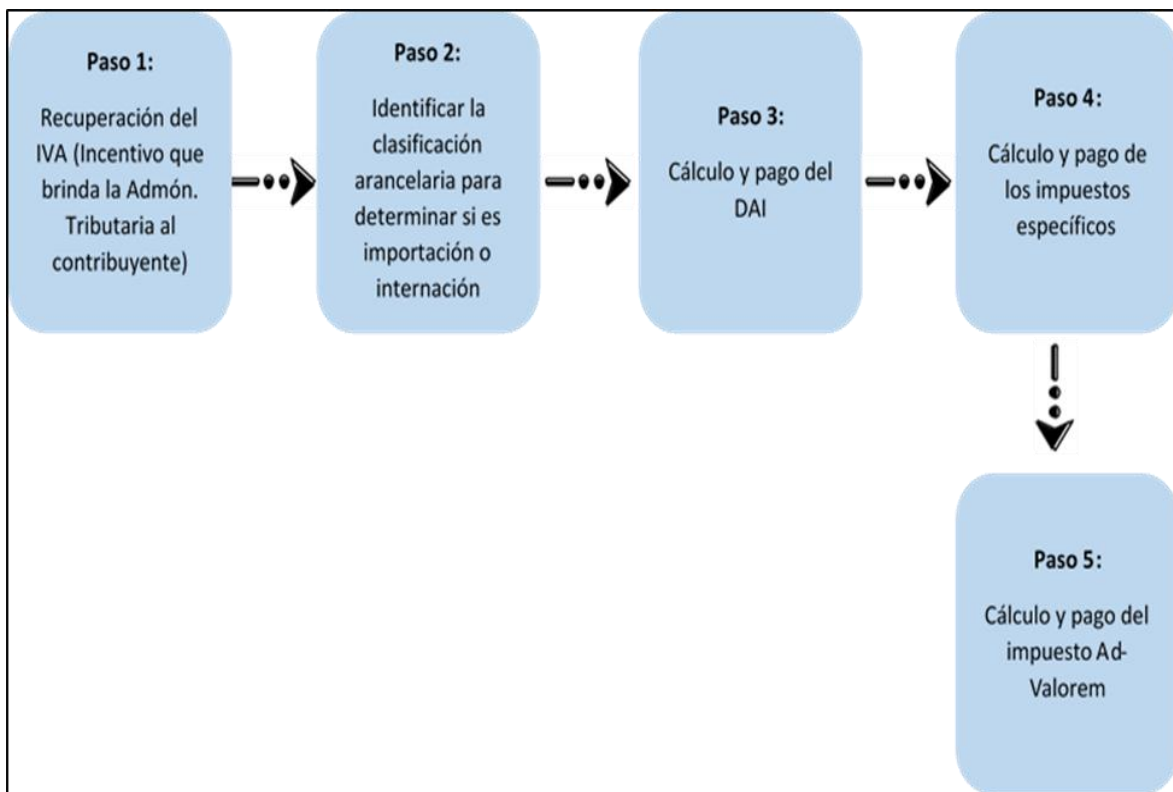 Paso 1:
Recuperación del
IVA (Incentivo que
brinda la Admón.
Tributaria al
contribuyente)
Paso 2:
Identificar la
clasificación
arancelaria para
determinar si es
importación o
internación
Paso 3:
Cálculo y pago del
DAI
Paso 4:
Cálculo y pago de
los impuestos
específicos
Paso 5:
Cálculo y pago del
impuesto Ad-
Valorem